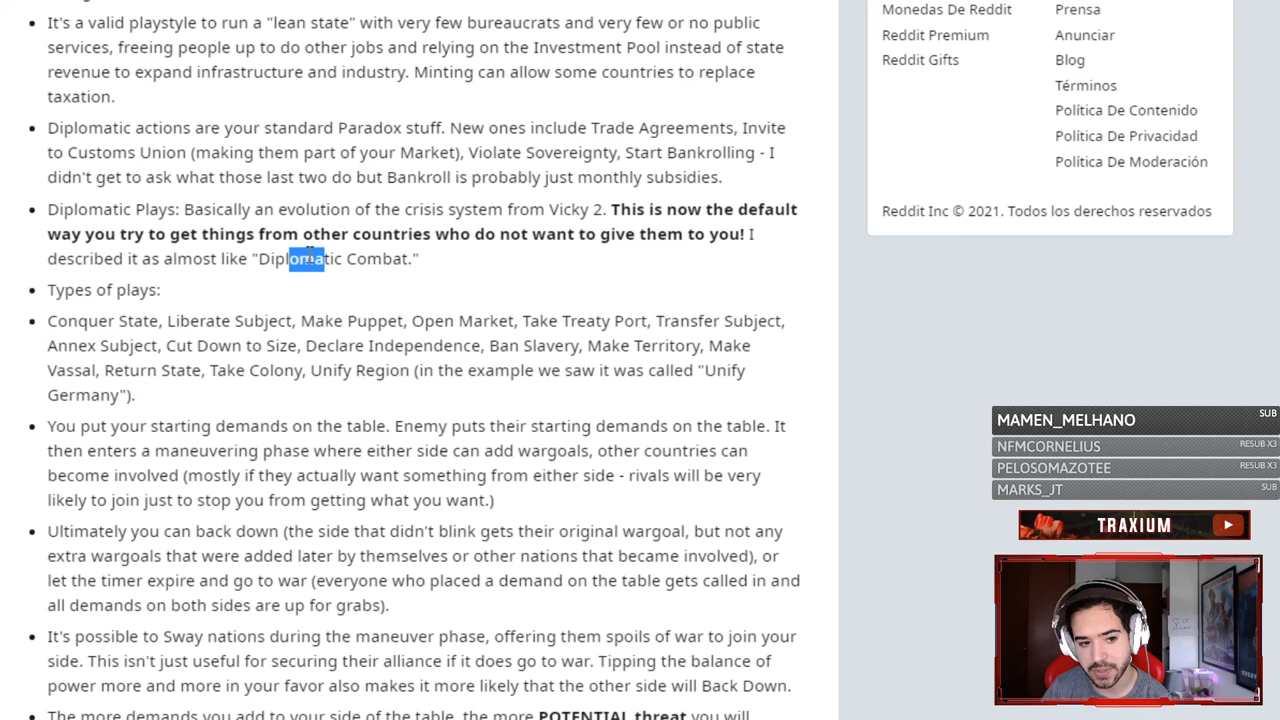 It's a valid playstyle to run a "lean state" with very few bureaucrats and very few or no public
services, freeing people up to do other jobs and relying on the Investment Pool instead of state
revenue to expand infrastructure and industry. Minting can allow some countries to replace
taxation.
Diplomatic actions are your standard Paradox stuff. New ones include Trade Agreements, Invite
to Customs Union (making them part of your Market), Violate Sovereignty, Start Bankrolling - I
didn't get to ask what those last two do but Bankroll is probably just monthly subsidies.
Diplomatic Plays: Basically an evolution of the crisis system from Vicky 2. This is now the default
way you try to get things from other countries who do not want to give them to you! I
described it as almost like "Diplomatic Combat."
Types of plays:
Conquer State, Liberate Subject, Make Puppet, Open Market, Take Treaty Port, Transfer Subject,
Annex Subject, Cut Down to Size, Declare Independence, Ban Slavery, Make Territory, Make
Vassal, Return State, Take Colony, Unify Region (in the example we saw it was called "Unify
Germany").
You put your starting demands on the table. Enemy puts their starting demands on the table. It
then enters a maneuvering phase where either side can add wargoals, other countries can
become involved (mostly if they actually want something from either side - rivals will be very
likely to join just to stop you from getting what you want.)
Ultimately you can back down (the side that didn't blink gets their original wargoal, but not any
extra wargoals that were added later by themselves or other nations that became involved), or
let the timer expire and go to war (everyone who placed a demand on the table gets called in and
all demands on both sides are up for grabs).
It's possible to Sway nations during the maneuver phase, offering them spoils of war to join your
side. This isn't just useful for securing their alliance if it does go to war. Tipping the balance of
power more and more in your favor also makes it more likely that the other side will Back Down.
The more demands you add to your side of the table, the more POTENTIAL threat you will
Monedas De Reddit
Reddit Premium
Reddit Gifts
Prensa
Anunciar
Blog
Términos
Política De Contenido
Política De Privacidad
Política De Moderación
Reddit Inc © 2021. Todos los derechos reservados
MAMEN_MELHANO SUB
NFMCORNELIUS RESUB X3
PELOSOMAZOTEE RESUB X3
MARKS_JT SUB
TRAXIUM